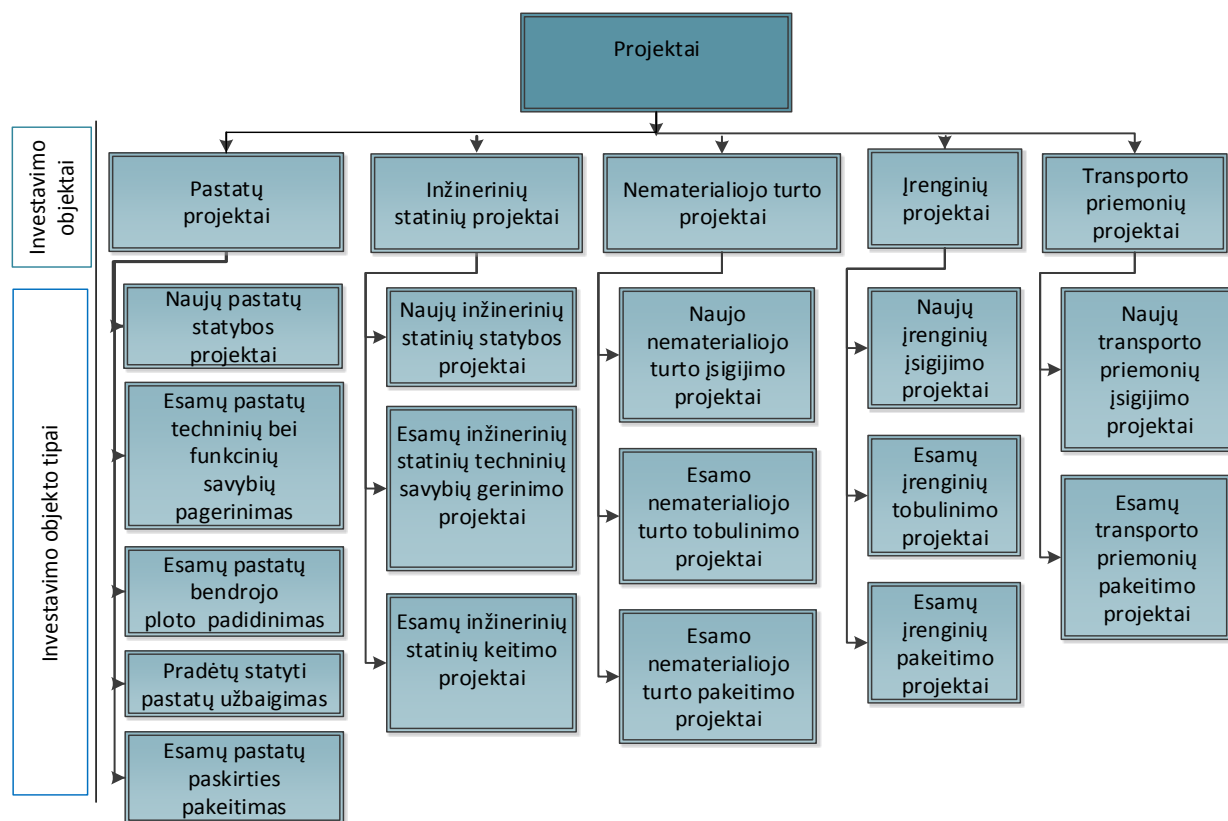 Projektai
Investavimo
objektai
Pastatų
projektai
Inžinerinių
statinių projektai
Nematerialiojo turto
projektai
Įrenginių
projektai
Transporto
priemonių
projektai
Investavimo objekto tipai
Naujų pastatų
statybos
projektai
Esamų pastatų
techninių bei
funkcinių
savybių
pagerinimas
Esamų pastatų
bendrojo
ploto padidinimas
Pradėtų statyti
pastatų užbaigimas
Esamų pastatų
paskirties
pakeitimas
Naujų inžinerinių
statinių statybos
projektai
Esamų inžinerinių
statinių techninių
savybių gerinimo
projektai
Esamų inžinerinių
statinių keitimo
projektai
Naujo
nematerialiojo
turto įsigijimo
projektai
Esamo
nematerialiojo
turto tobulinimo
projektai
Esamo
nematerialiojo
turto pakeitimo
projektai
Naujų
įrenginių
įsigijimo
projektai
Esamų
įrenginių
tobulinimo
projektai
Esamų
įrenginių
pakeitimo
projektai
Naujų
transporto
priemonių
įsigijimo
projektai
Esamų
transporto
priemonių
pakeitimo
projektai